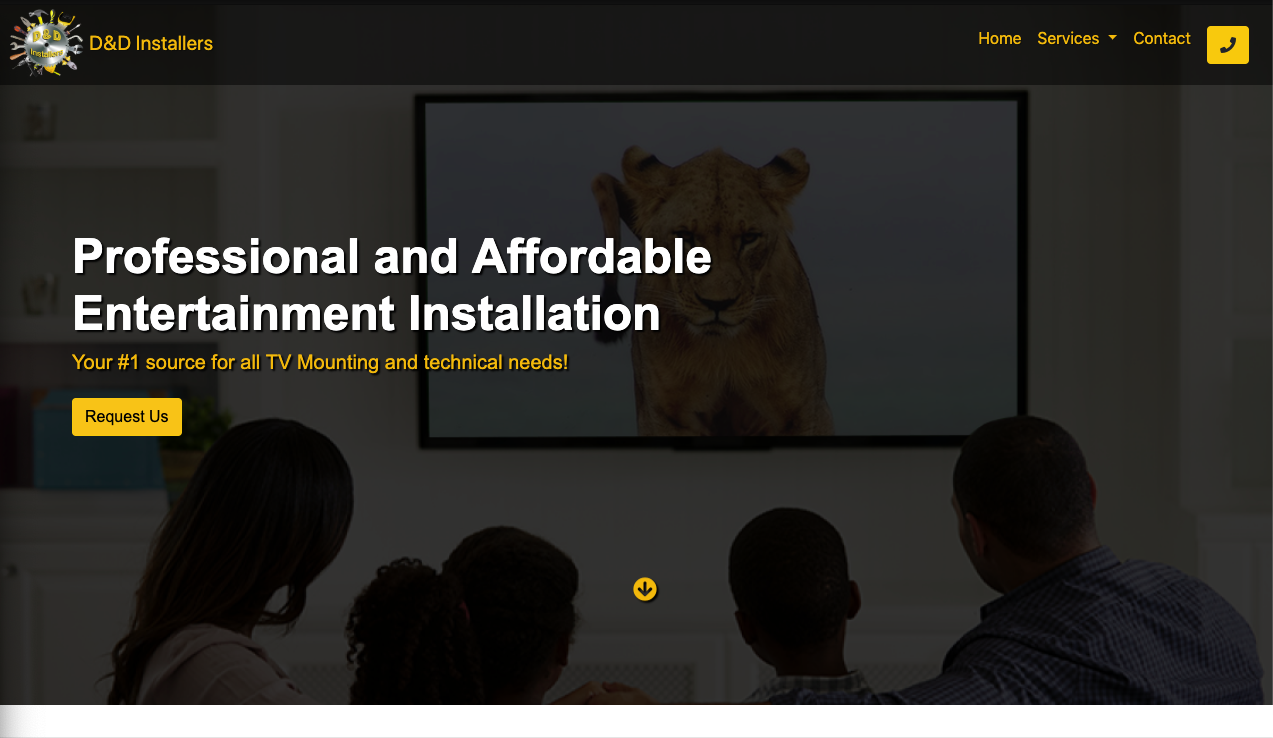 D&D
Installers
D&D Installers
Home
Services
Contact
Professional and Affordable
Entertainment Installation
Your #1 source for all TV Mounting and technical needs!
Request Us